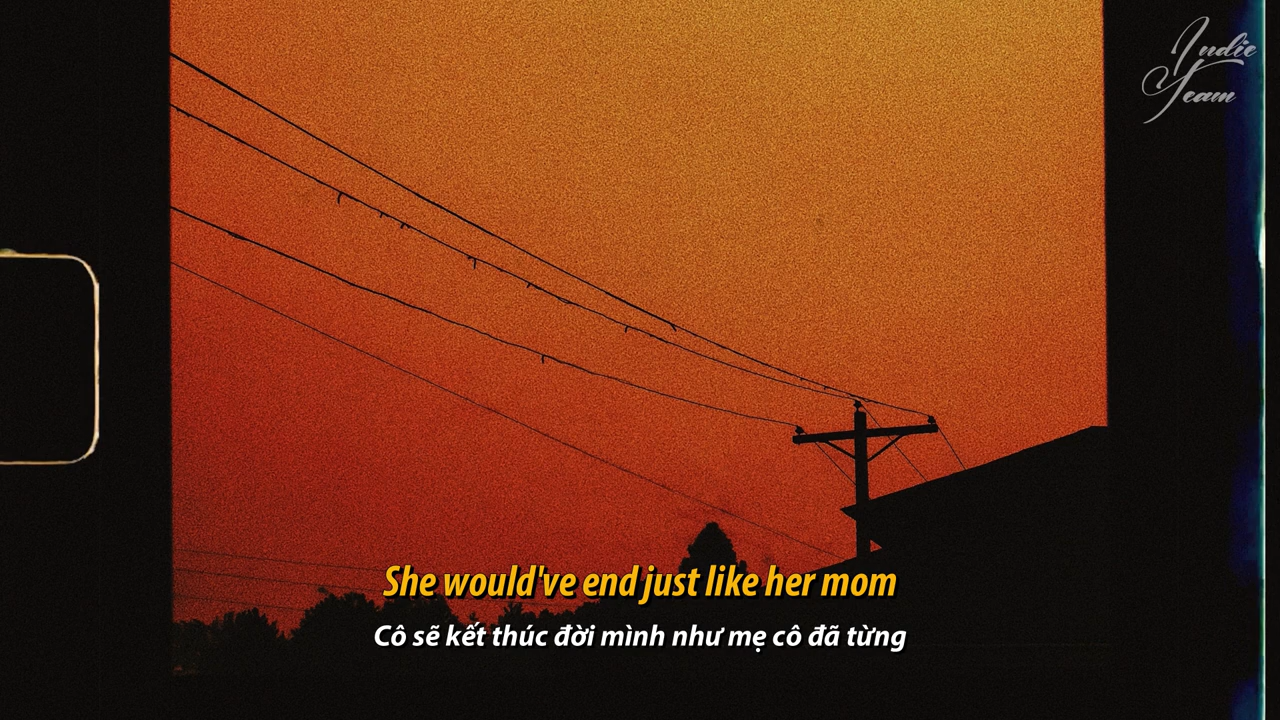 Indie
Team
She would've end just like her mom
Cô sẽ kết thúc đời mình như mẹ cô đã từng